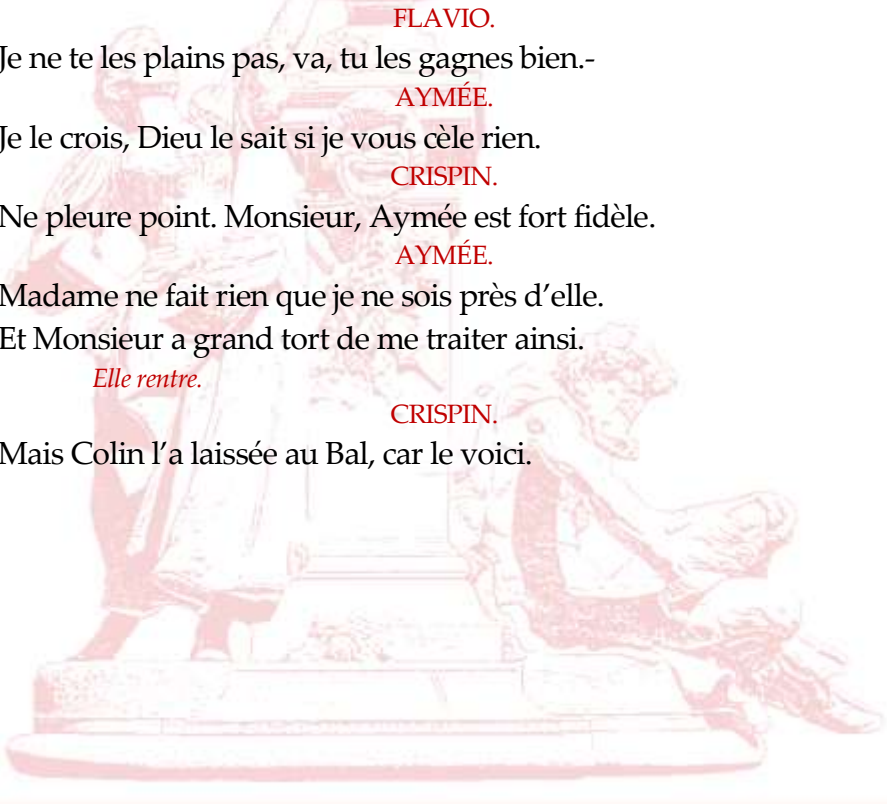 FLAVIO.
Je ne te les plains pas, va, tu les gagnes bien.-
AYMÉE.
Je le crois, Dieu le sait si je vous cèle rien.
CRISPIN.
Ne pleure point. Monsieur, Aymée est fort fidèle.
AYMÉE.
Madame ne fait rien que je ne sois près d'elle.
Et Monsieur a grand tort de me traiter ainsi.
Elle rentre.
CRISPIN.
Mais Colin l'a laissée au Bal, car le voici.